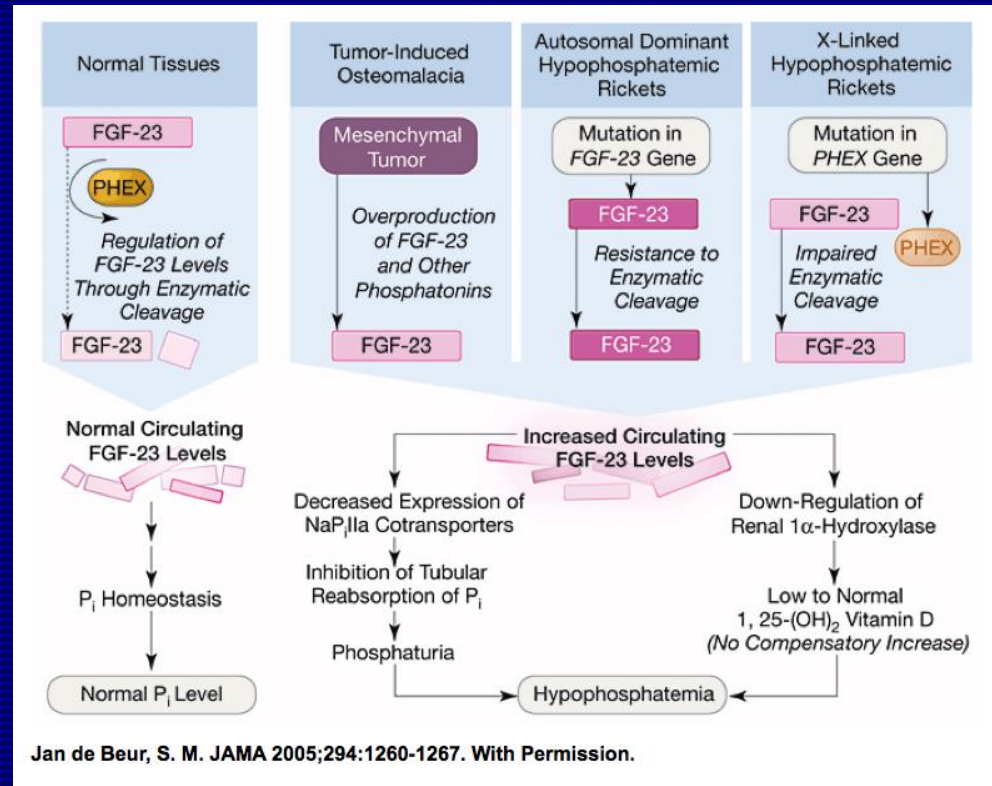 Normal Tissues
FGF-23
PHEX
Regulation of
FGF-23 Levels
Through Enzymatic
Cleavage
FGF-23
Normal Circulating
FGF-23 Levels
Pi Homeostasis
Normal Pi Level
Tumor-Induced
Osteomalacia
Mesenchymal
Tumor
Overproduction
of FGF-23
and Other
Phosphatonins
FGF-23
Autosomal Dominant
Hypophosphatemic
Rickets
Mutation in
FGF-23 Gene
FGF-23
Resistance to
Enzymatic
Cleavage
FGF-23
X-Linked
Hypophosphatemic
Rickets
Mutation in
PHEX Gene
FGF-23
PHEX
Impaired
Enzymatic
Cleavage
FGF-23
Increased Circulating
FGF-23 Levels
Decreased Expression of
NaPiIIa Cotransporters
Inhibition of Tubular
Reabsorption of Pi
Phosphaturia
Down-Regulation of
Renal 1α-Hydroxylase
Low to Normal
1, 25-(OH)2 Vitamin D
(No Compensatory Increase)
Hypophosphatemia
Jan de Beur, S. M. JAMA 2005;294:1260-1267. With Permission.